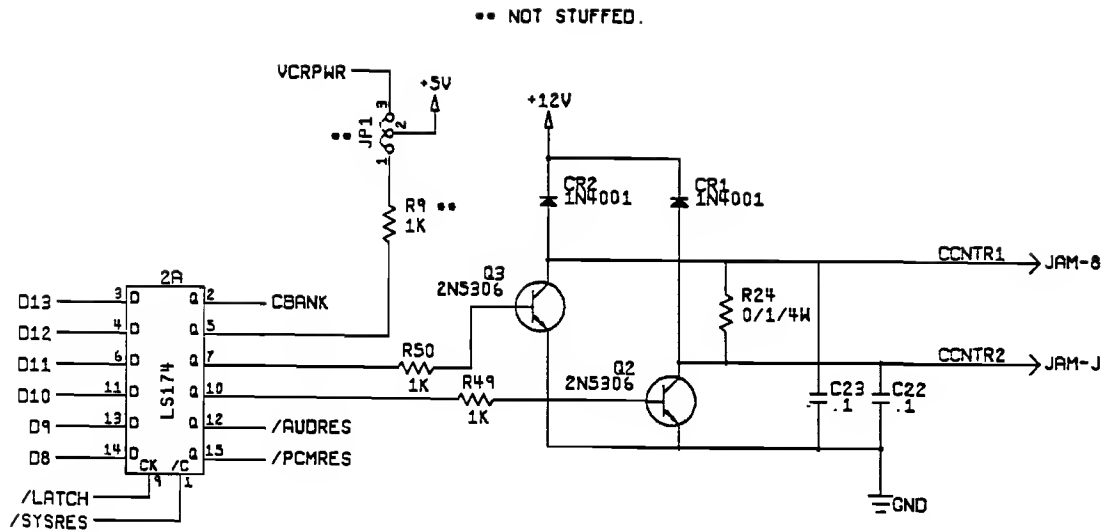 ** NOT STUFFED.
VCRPWR
+5V
+12V
3
2
** JP1
1
CR2
1N4001
CR1
1N4001
R9 **
1K
CCNTR1
JAM-8
Q3
2N5306
2A
D13 3 D Q 2 CBANK
R24
0/1/4W
D12 4 D Q 5
D11 6 D Q 7
R50
1K
CCNTR2
JAM-J
Q2
2N5306
LS174
D10 11 D Q 10
R49
1K
C23
.1
C22
.1
D9 13 D Q 12 /AUDRES
D8 14 D Q 15 /PCMRES
CK /C
9 1
/LATCH
/SYSRES
GND